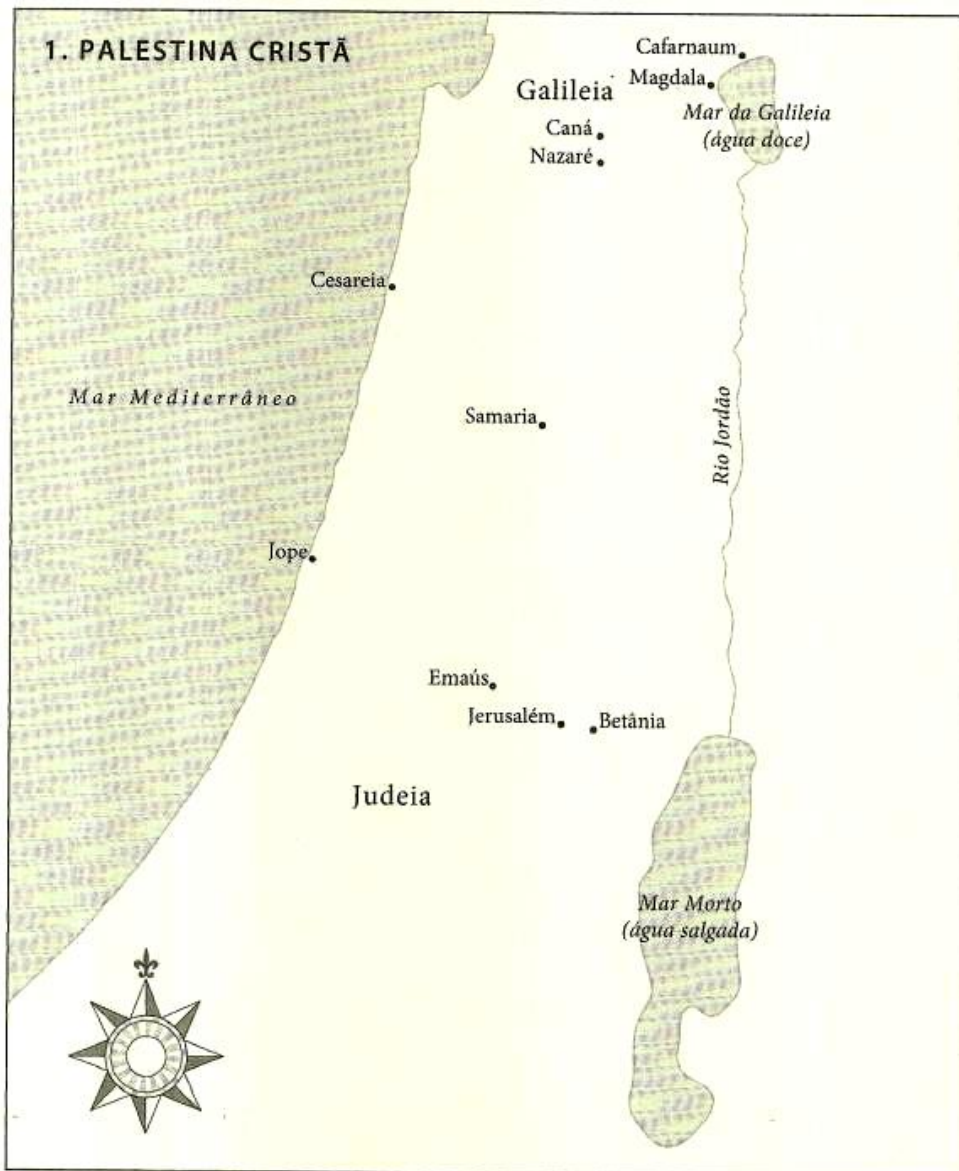 1. PALESTINA CRISTÃ
Cafarnaum
Magdala
Galileia
Mar da Galileia
(água doce)
Caná
Nazaré
Cesareia
Mar Mediterrâneo
Samaria
Rio Jordão
Jope
Emaús
Jerusalém
Betânia
Judeia
Mar Morto
(água salgada)